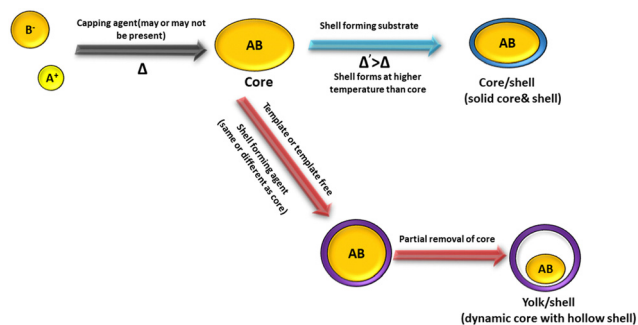 B-
A+
Capping agent(may or may not
be present)
Δ
AB
Core
Shell forming substrate
Δ'>Δ
Shell forms at higher
temperature than core
AB
Core/shell
(solid core& shell)
Template or template free
Shell forming agent
(same or different as core)
AB
Partial removal of core
AB
Yolk/shell
(dynamic core with hollow shell)